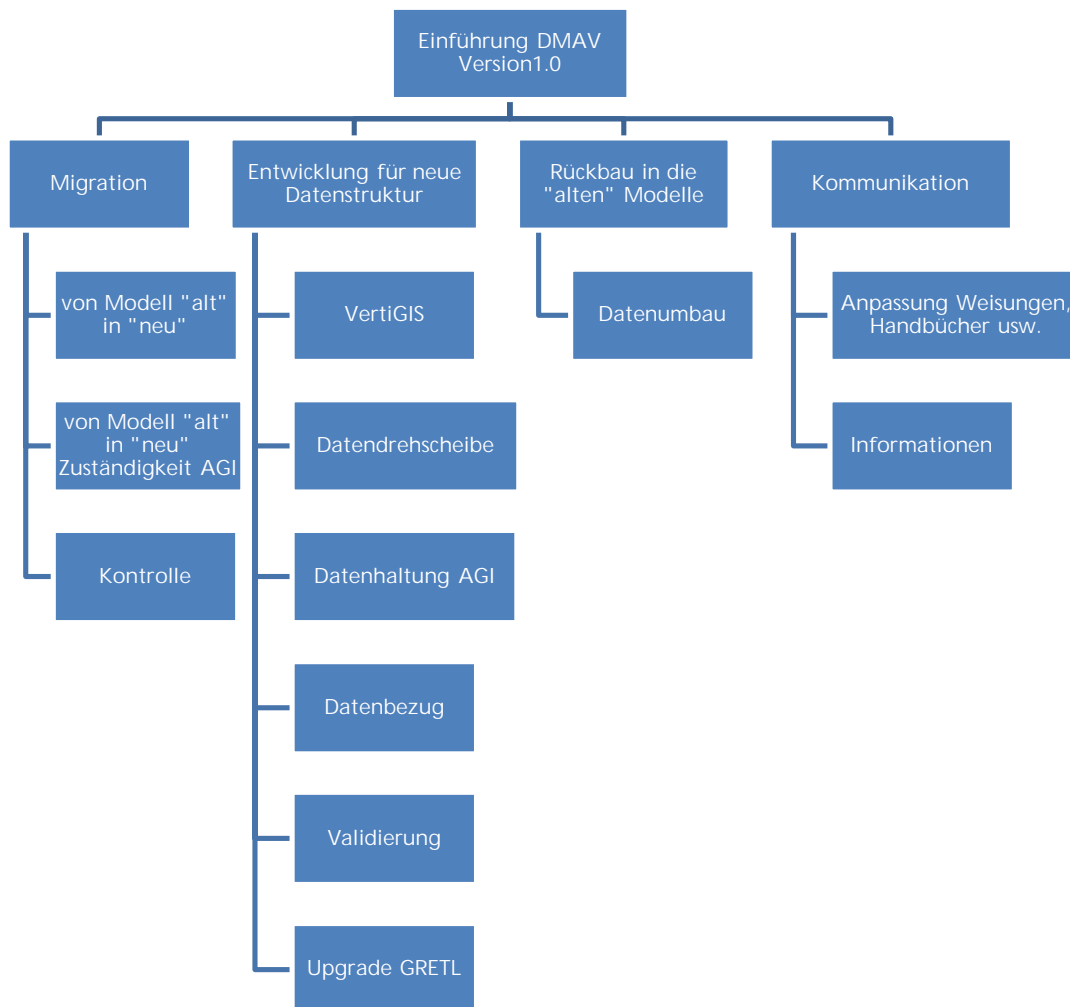 Einführung DMAV
Version1.0
Migration
Entwicklung für neue
Datenstruktur
Rückbau in die
"alten" Modelle
Kommunikation
von Modell "alt"
in "neu"
von Modell "alt"
in "neu"
Zuständigkeit AGI
Kontrolle
VertiGIS
Datendrehscheibe
Datenhaltung AGI
Datenbezug
Validierung
Upgrade GRETL
Datenumbau
Anpassung Weisungen,
Handbücher usw.
Informationen